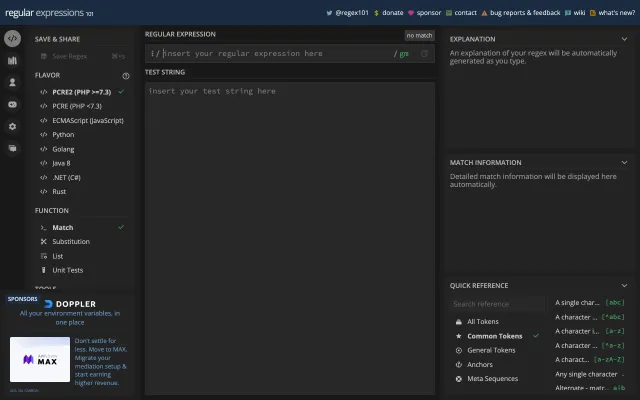 regular expressions 101
@regex101
$ donate
sponsor
contact
bug reports & feedback
wiki
what's new?
SAVE & SHARE
Save Regex
⌘+s
FLAVOR
</> PCRE2 (PHP >=7.3)
</> PCRE (PHP <7.3)
</> ECMAScript (JavaScript)
</> Python
</> Golang
</> Java 8
</> .NET (C#)
</> Rust
FUNCTION
Match
Substitution
List
Unit Tests
SPONSORS
DOPPLER
All your environment variables, in
one place
MAX
Don't settle for
less. Move to MAX.
Migrate your
mediation setup &
start earning
higher revenue.
REGULAR EXPRESSION
no match
/ insert your regular expression here
/ gm
TEST STRING
insert your test string here
EXPLANATION
An explanation of your regex will be automatically
generated as you type.
MATCH INFORMATION
Detailed match information will be displayed here
automatically.
QUICK REFERENCE
Search reference
All Tokens
Common Tokens
General Tokens
Anchors
Meta Sequences
A single char... [abc]
A character ... [^abc]
A character i... [a-z]
A character ... [^a-z]
A charact... [a-zA-Z]
Any single character .
Alternate - matr... a|b